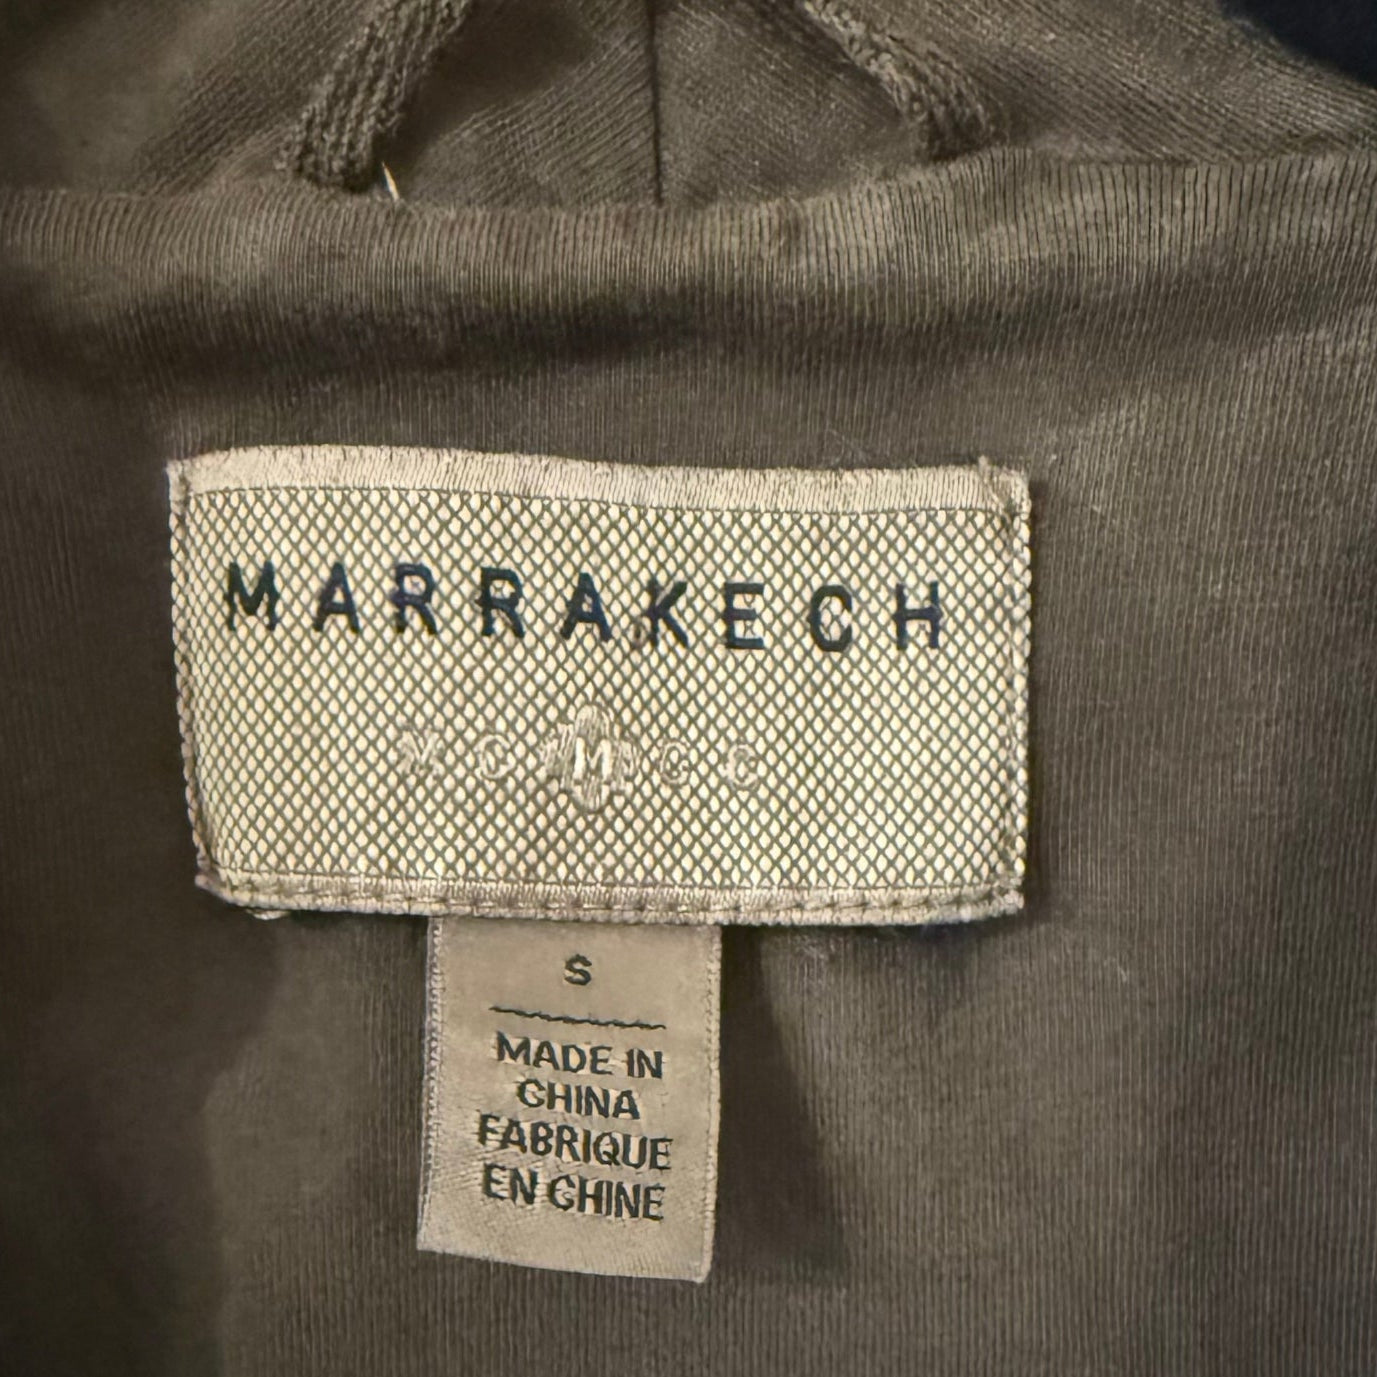 MARRAKECH
S
MADE IN
CHINA
FABRIQUE
EN CHINE